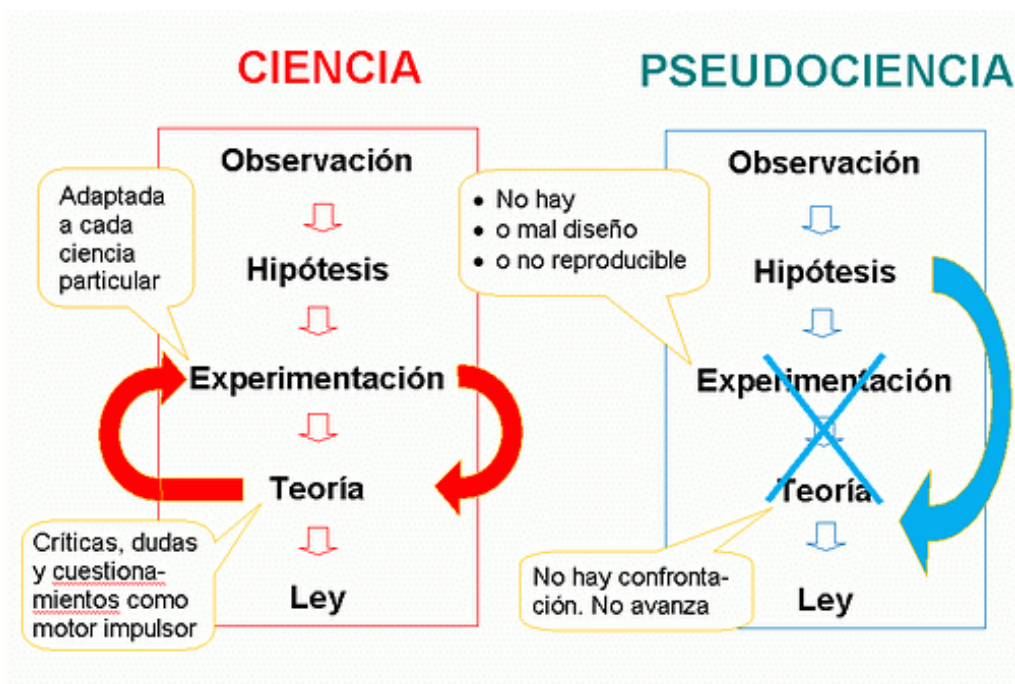 CIENCIA
Observación
Adaptada
a cada
ciencia
particular
Hipótesis
Experimentación
Teoría
Críticas, dudas
y cuestiona-
mientos como
motor impulsor
Ley
PSEUDOCIENCIA
Observación
• No hay
• o mal diseño
• o no reproducible
Hipótesis
Experimentación
Teoría
No hay confronta-
ción. No avanza
Ley